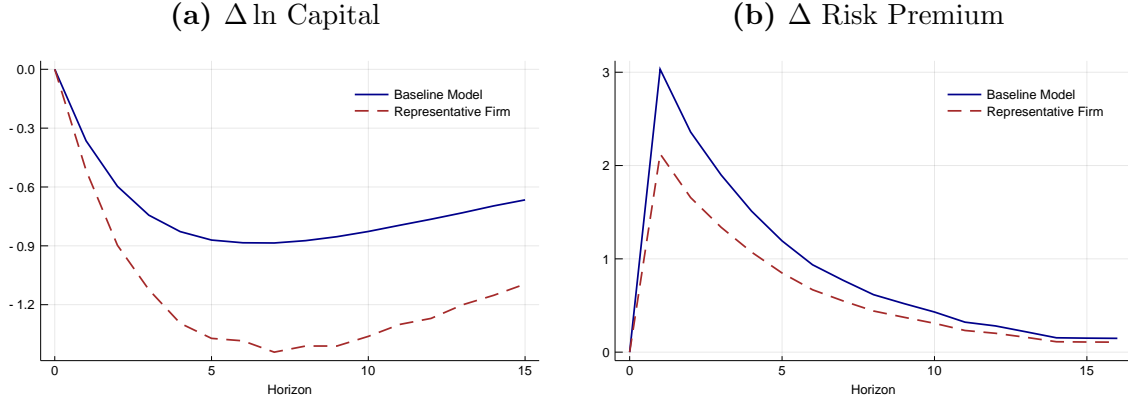 (a) Δ ln Capital
0.0
- 0.3
- 0.6
- 0.9
- 1.2
0
5
10
15
Horizon
Baseline Model
Representative Firm
(b) Δ Risk Premium
3
2
1
0
0
5
10
15
Horizon
Baseline Model
Representative Firm